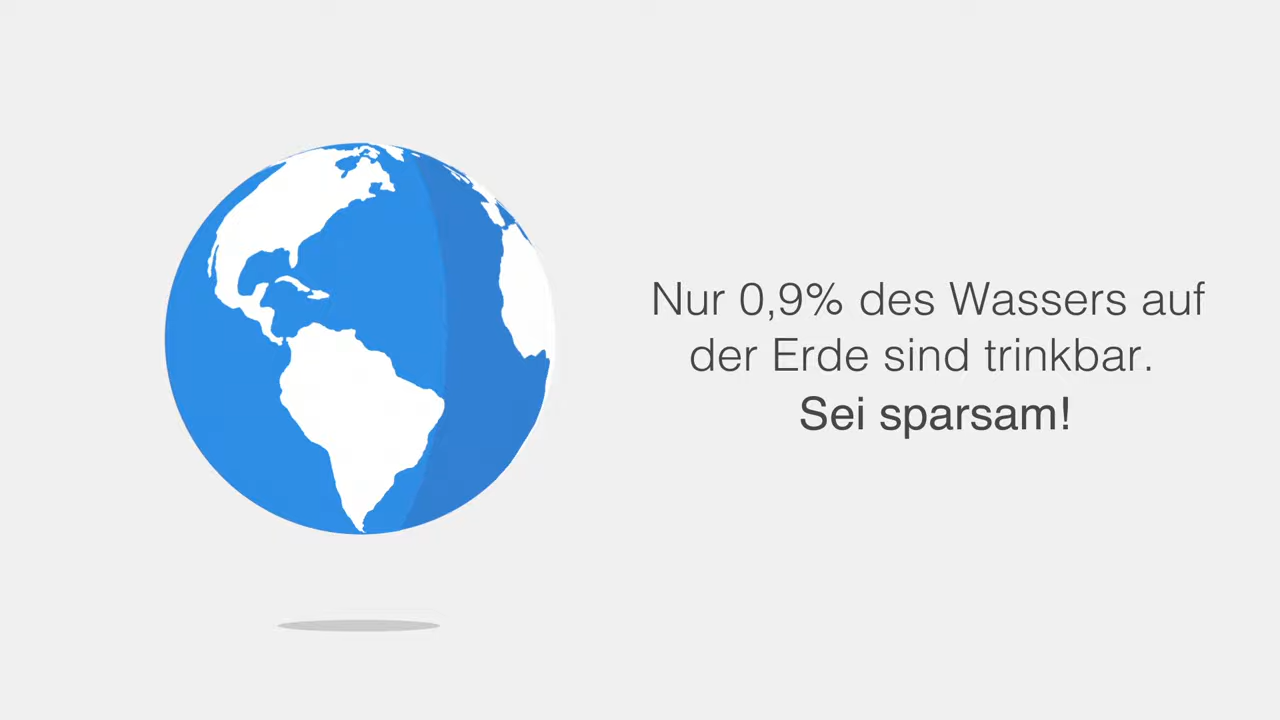 Nur 0,9% des Wassers auf
der Erde sind trinkbar.
Sei sparsam!